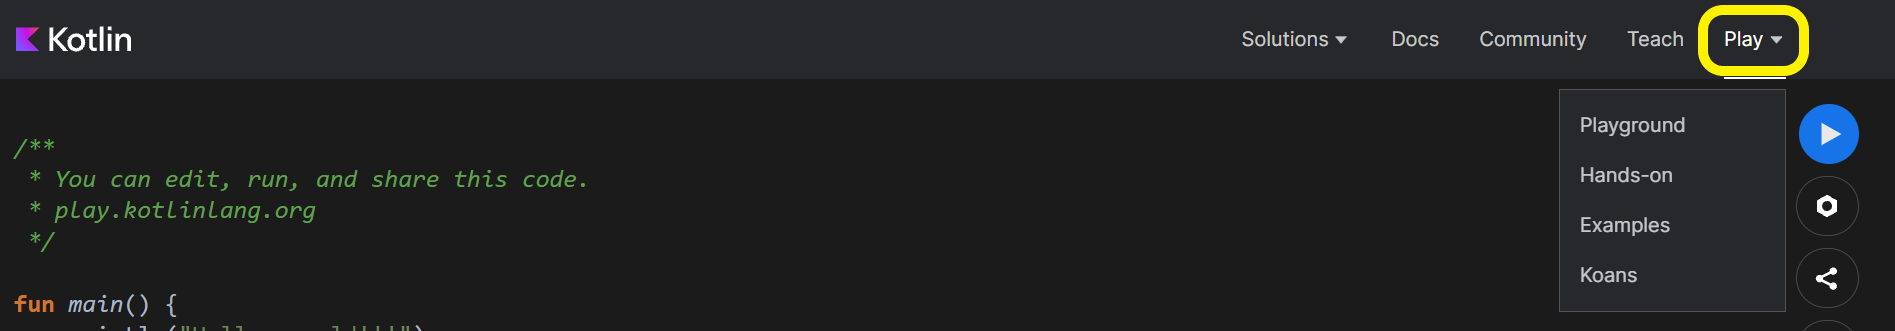 Kotlin
Solutions
Docs
Community
Teach
Play
Playground
Hands-on
Examples
Koans
/**
* You can edit, run, and share this code.
* play.kotlinlang.org
*/
fun main() {